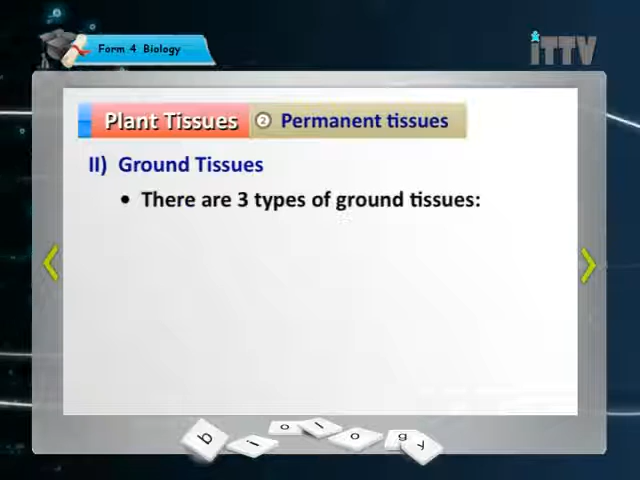 Form 4 Biology
iTTV
Plant Tissues 2 Permanent tissues
II) Ground Tissues
• There are 3 types of ground tissues:
b i o l o g y